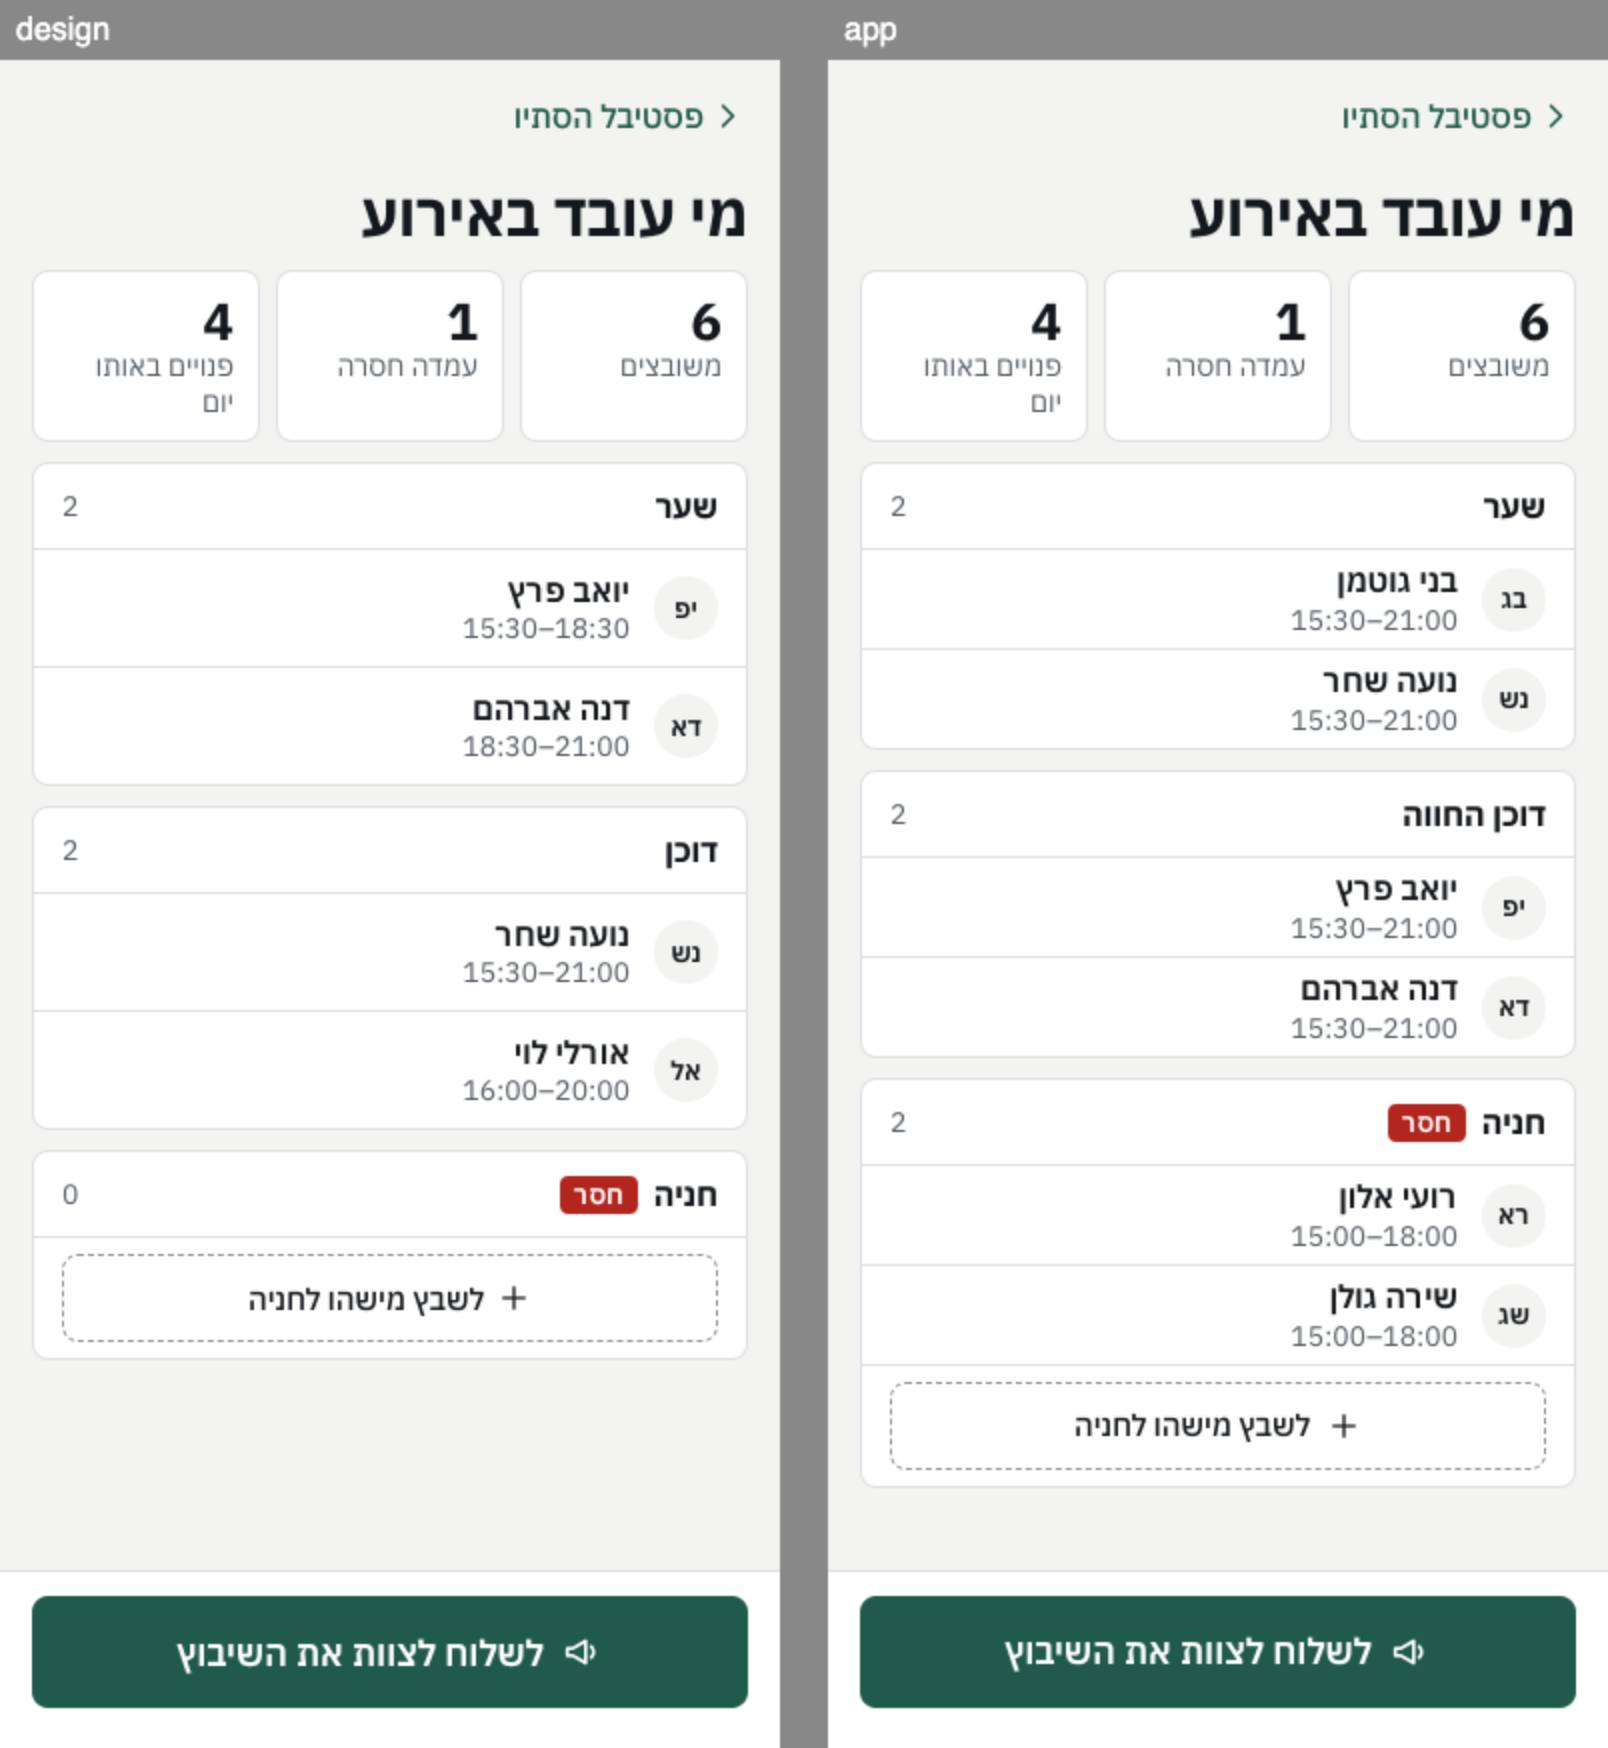 design
פסטיבל הסתיו
מי עובד באירוע
6
משובצים
1
עמדה חסרה
4
פנויים באותו
יום
שער
2
יפ
יואב פרץ
15:30–18:30
דא
דנה אברהם
18:30–21:00
דוכן
2
נש
נועה שחר
15:30–21:00
אל
אורלי לוי
16:00–20:00
חניה חסר
0
+ לשבץ מישהו לחניה
לשלוח לצוות את השיבוץ
app
פסטיבל הסתיו
מי עובד באירוע
6
משובצים
1
עמדה חסרה
4
פנויים באותו
יום
שער
2
בג
בני גוטמן
15:30–21:00
נש
נועה שחר
15:30–21:00
דוכן החווה
2
יפ
יואב פרץ
15:30–21:00
דא
דנה אברהם
15:30–21:00
חניה חסר
2
רא
רועי אלון
15:00–18:00
שג
שירה גולן
15:00–18:00
+ לשבץ מישהו לחניה
לשלוח לצוות את השיבוץ